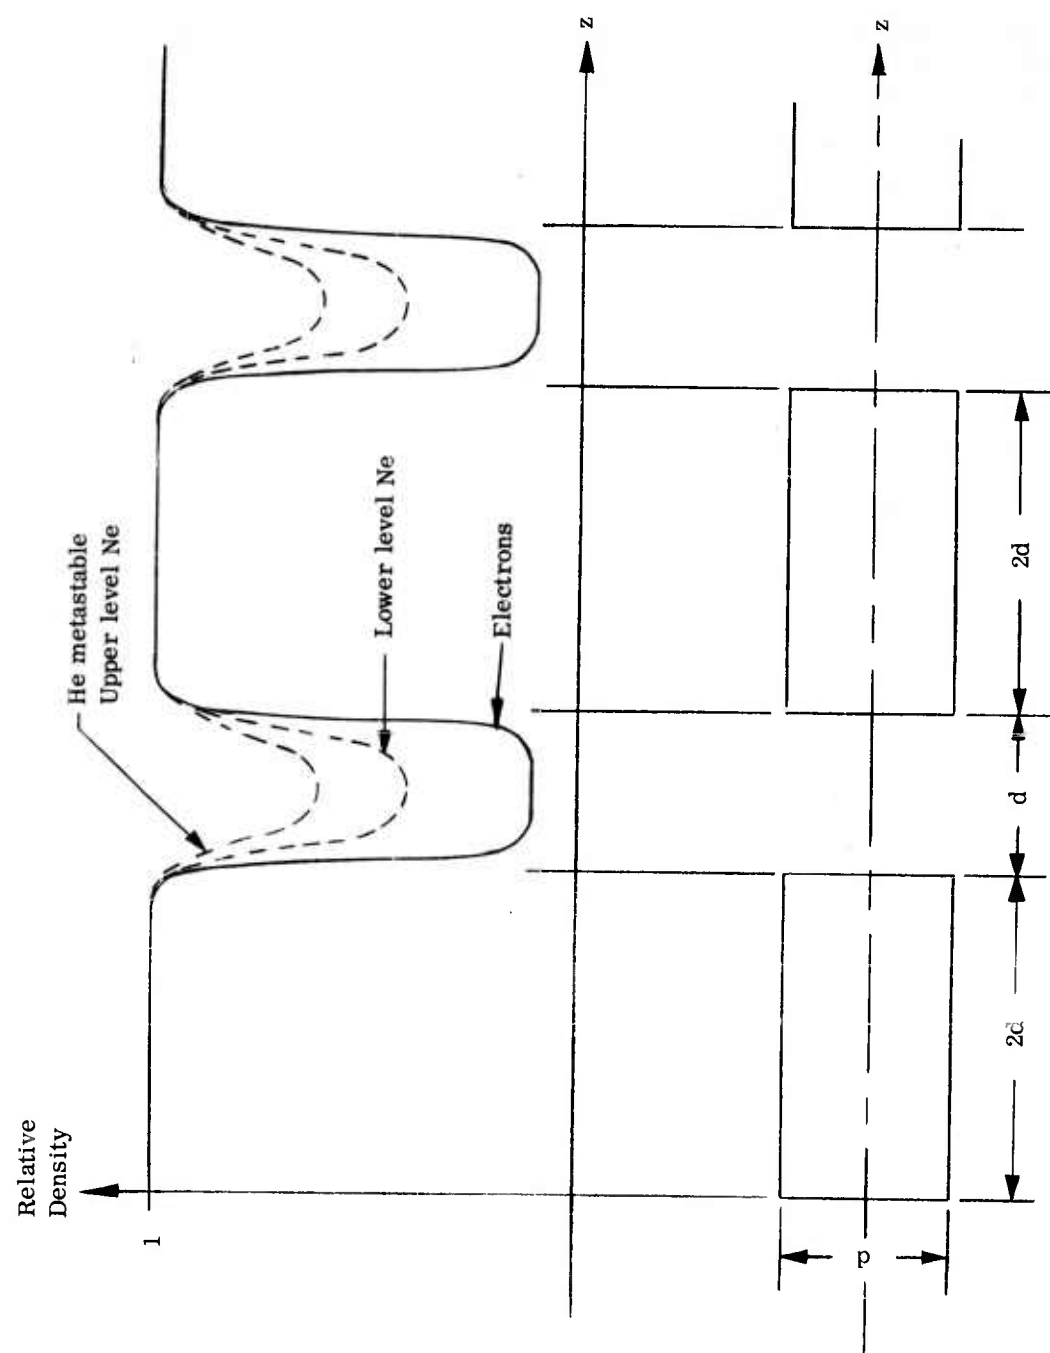 Relative
Density
1
He metastable
Upper level Ne
Lower level Ne
Electrons
z
z
d
2d
d
2d